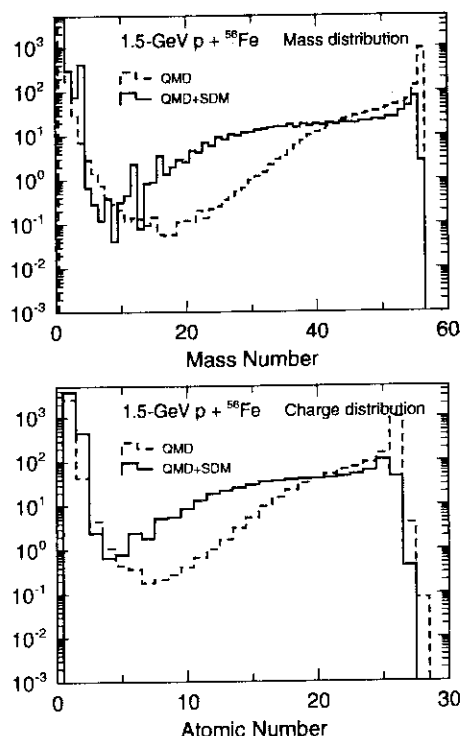 1.5-GeV p + ⁵⁶Fe Mass distribution
QMD
QMD+SDM
10³
10²
10¹
10⁰
10⁻¹
10⁻²
10⁻³
0 20 40 60
Mass Number
1.5-GeV p + ⁵⁶Fe Charge distribution
QMD
QMD+SDM
10³
10²
10¹
10⁰
10⁻¹
10⁻²
10⁻³
0 10 20 30
Atomic Number